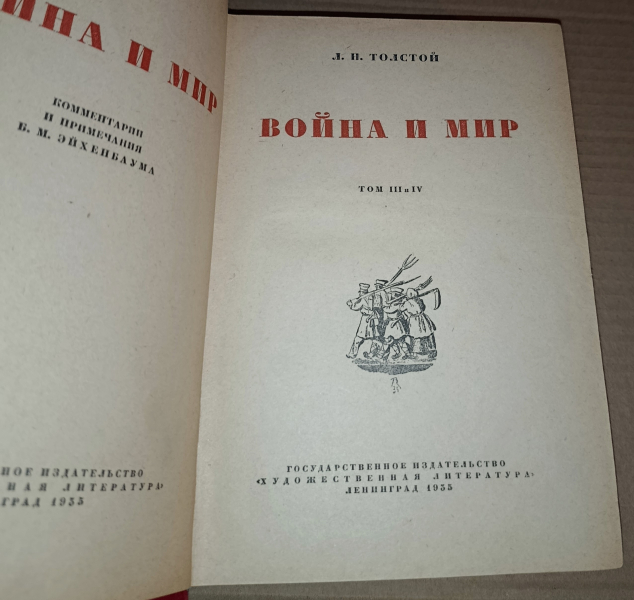 ЙНА И МИР
КОММЕНТАРИИ
И ПРИМЕЧАНИЯ
Б. М. ЭЙХЕНБАУМА
НОЕ ИЗДАТЕЛЬСТВО
НАЯ ЛИТЕРАТУРА»
ГРАД 1935
Л. Н. ТОЛСТОЙ
ВОЙНА И МИР
ТОМ III и IV
ГОСУДАРСТВЕННОЕ ИЗДАТЕЛЬСТВО
«ХУДОЖЕСТВЕННАЯ ЛИТЕРАТУРА»
ЛЕНИНГРАД 1935